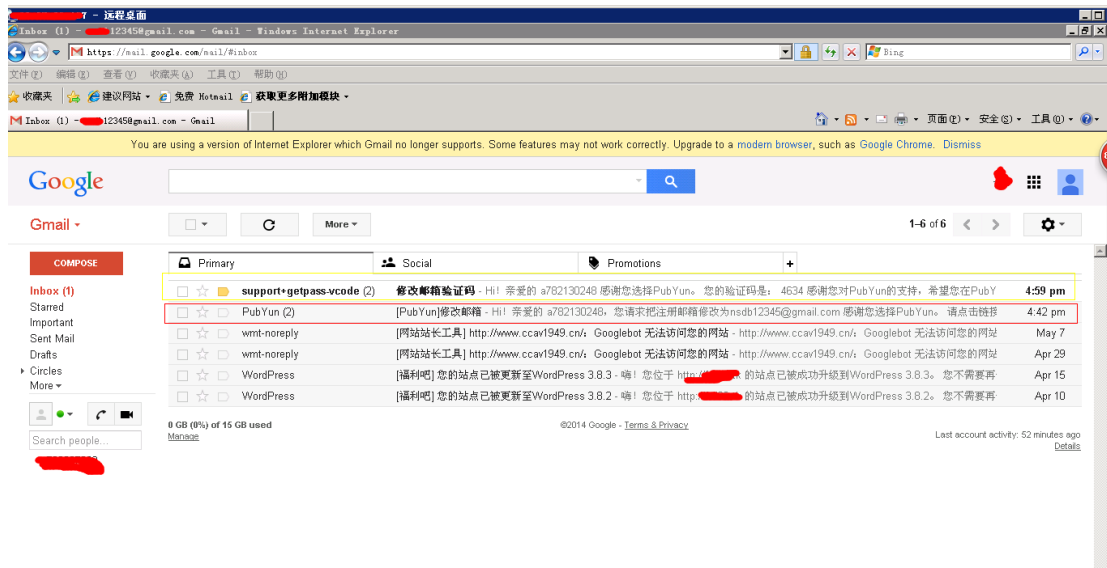 7 - 远程桌面
Inbox (1) - 12345@gmail.com - Gmail - Windows Internet Explorer
https://mail.google.com/mail/#inbox
Bing
文件(F) 编辑(E) 查看(V) 收藏夹(A) 工具(T) 帮助(H)
收藏夹 建议网站 免费 Hotmail 获取更多附加模块
Inbox (1) - 12345@gmail.com - Gmail 页面(P) 安全(S) 工具(O)
You are using a version of Internet Explorer which Gmail no longer supports. Some features may not work correctly. Upgrade to a modern browser, such as Google Chrome. Dismiss
Google
Gmail More 1–6 of 6
COMPOSE
Primary Social Promotions +
Inbox (1)
Starred
Important
Sent Mail
Drafts
Circles
More
Search people...
support+getpass-vcode (2) 修改邮箱验证码 - Hi! 亲爱的 a782130248 感谢您选择PubYun。 您的验证码是: 4634 感谢您对PubYun的支持,希望您在PubY 4:59 pm
PubYun (2) [PubYun]修改邮箱 - Hi! 亲爱的 a782130248,您请求把注册邮箱修改为nsdb12345@gmail.com 感谢您选择PubYun。 请点击链接 4:42 pm
wmt-noreply [网站站长工具] http://www.ccav1949.cn/: Googlebot 无法访问您的网站 - http://www.ccav1949.cn/: Googlebot 无法访问您的网站 May 7
wmt-noreply [网站站长工具] http://www.ccav1949.cn/: Googlebot 无法访问您的网站 - http://www.ccav1949.cn/: Googlebot 无法访问您的网站 Apr 29
WordPress [福利吧] 您的站点已被更新至WordPress 3.8.3 - 嗨!您位于 http: 的站点已被成功升级到WordPress 3.8.3。 您不需要再 Apr 15
WordPress [福利吧] 您的站点已被更新至WordPress 3.8.2 - 嗨!您位于 http: 的站点已被成功升级到WordPress 3.8.2。 您不需要再 Apr 10
0 GB (0%) of 15 GB used
Manage
©2014 Google - Terms & Privacy
Last account activity: 52 minutes ago
Details